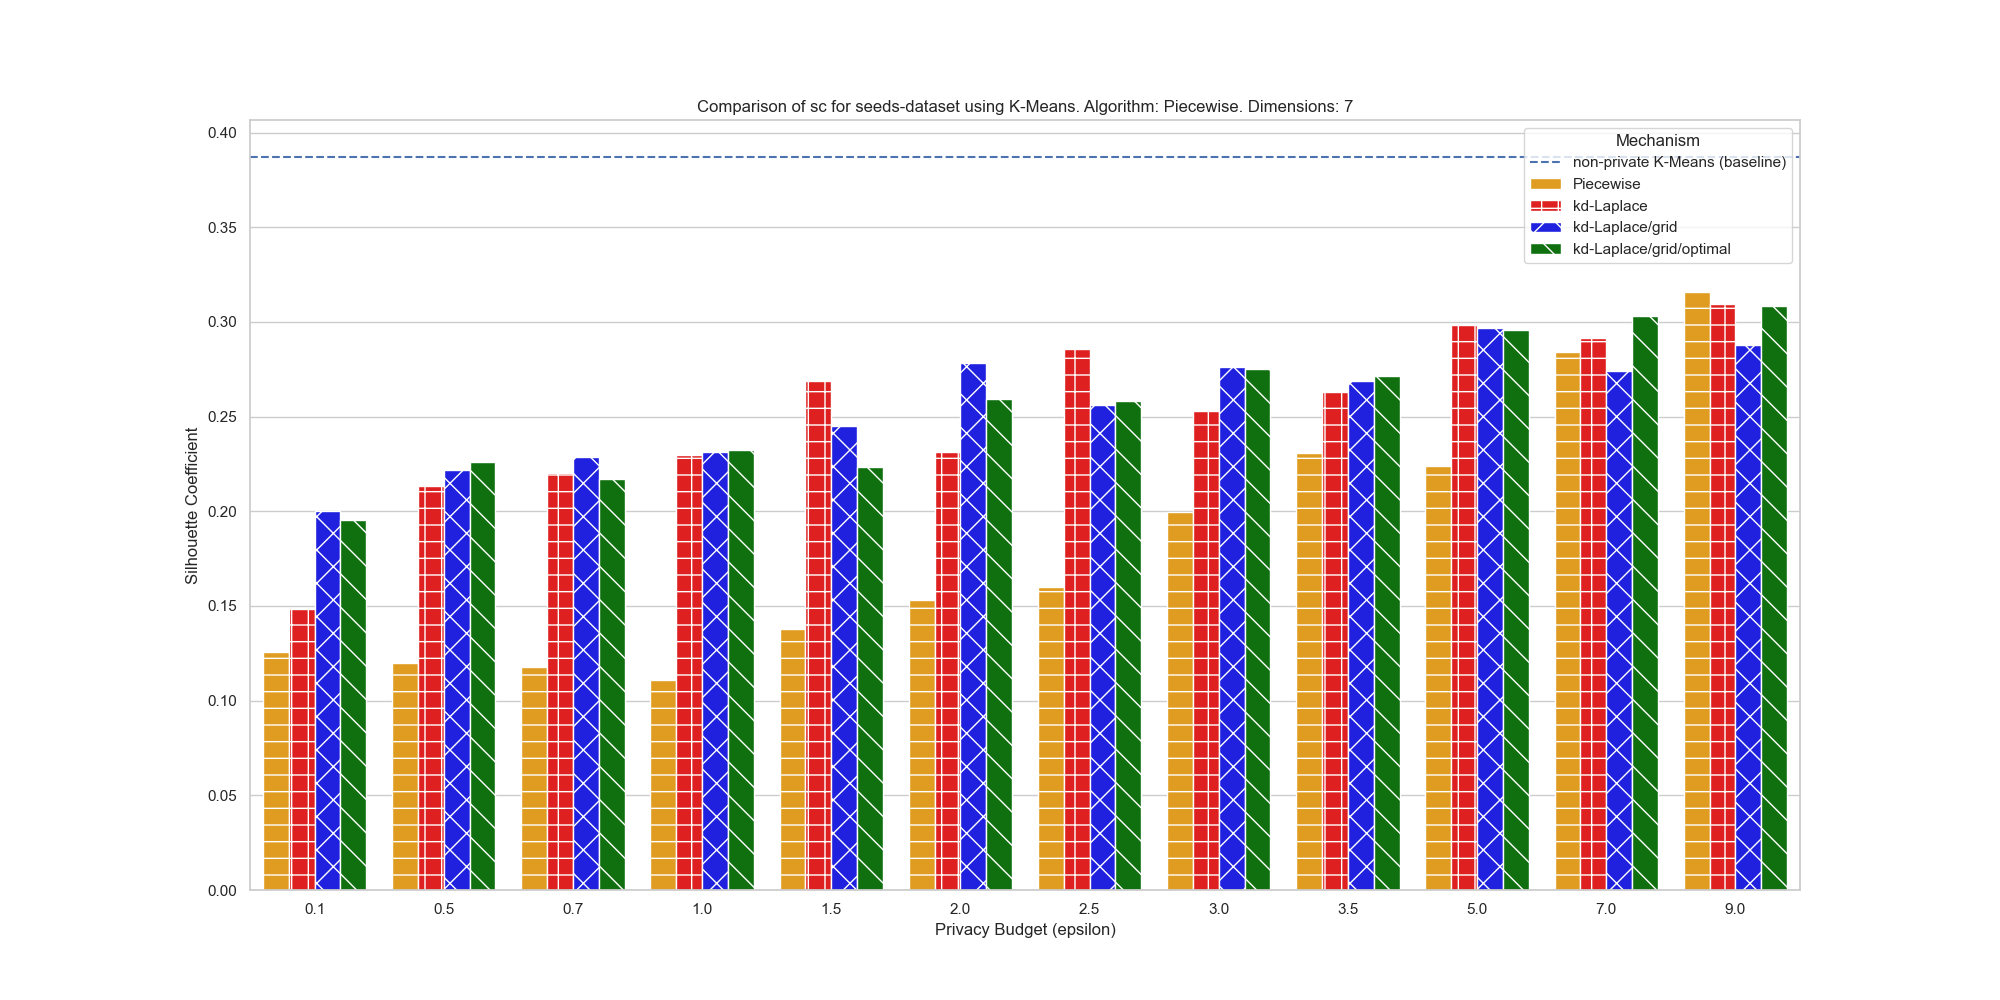 Comparison of sc for seeds-dataset using K-Means. Algorithm: Piecewise. Dimensions: 7
Mechanism
non-private K-Means (baseline)
Piecewise
kd-Laplace
kd-Laplace/grid
kd-Laplace/grid/optimal
Silhouette Coefficient
0.40
0.35
0.30
0.25
0.20
0.15
0.10
0.05
0.00
0.1 0.5 0.7 1.0 1.5 2.0 2.5 3.0 3.5 5.0 7.0 9.0
Privacy Budget (epsilon)